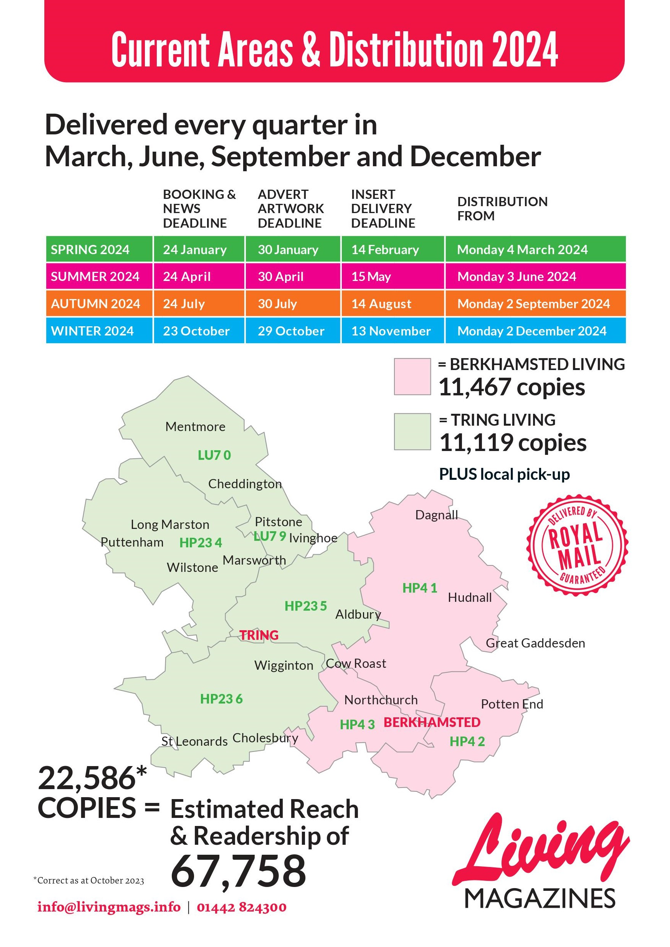 Current Areas & Distribution 2024
Delivered every quarter in
March, June, September and December
BOOKING & NEWS DEADLINE
ADVERT ARTWORK DEADLINE
INSERT DELIVERY DEADLINE
DISTRIBUTION FROM
SPRING 2024 24 January 30 January 14 February Monday 4 March 2024
SUMMER 2024 24 April 30 April 15 May Monday 3 June 2024
AUTUMN 2024 24 July 30 July 14 August Monday 2 September 2024
WINTER 2024 23 October 29 October 13 November Monday 2 December 2024
= BERKHAMSTED LIVING
11,467 copies
= TRING LIVING
11,119 copies
PLUS local pick-up
DELIVERED BY
ROYAL
MAIL
GUARANTEED
Mentmore
LU7 0
Cheddington
Long Marston
Pitstone
Puttenham
HP23 4
LU7 9
Ivinghoe
Wilstone
Marsworth
Dagnall
HP4 1
Hudnall
HP23 5
Aldbury
TRING
Great Gaddesden
Wigginton
Cow Roast
HP23 6
Northchurch
Potten End
HP4 3
BERKHAMSTED
St Leonards
Cholesbury
HP4 2
22,586*
COPIES =
Estimated Reach
& Readership of
67,758
*Correct as at October 2023
info@livingmags.info | 01442 824300
Living
MAGAZINES